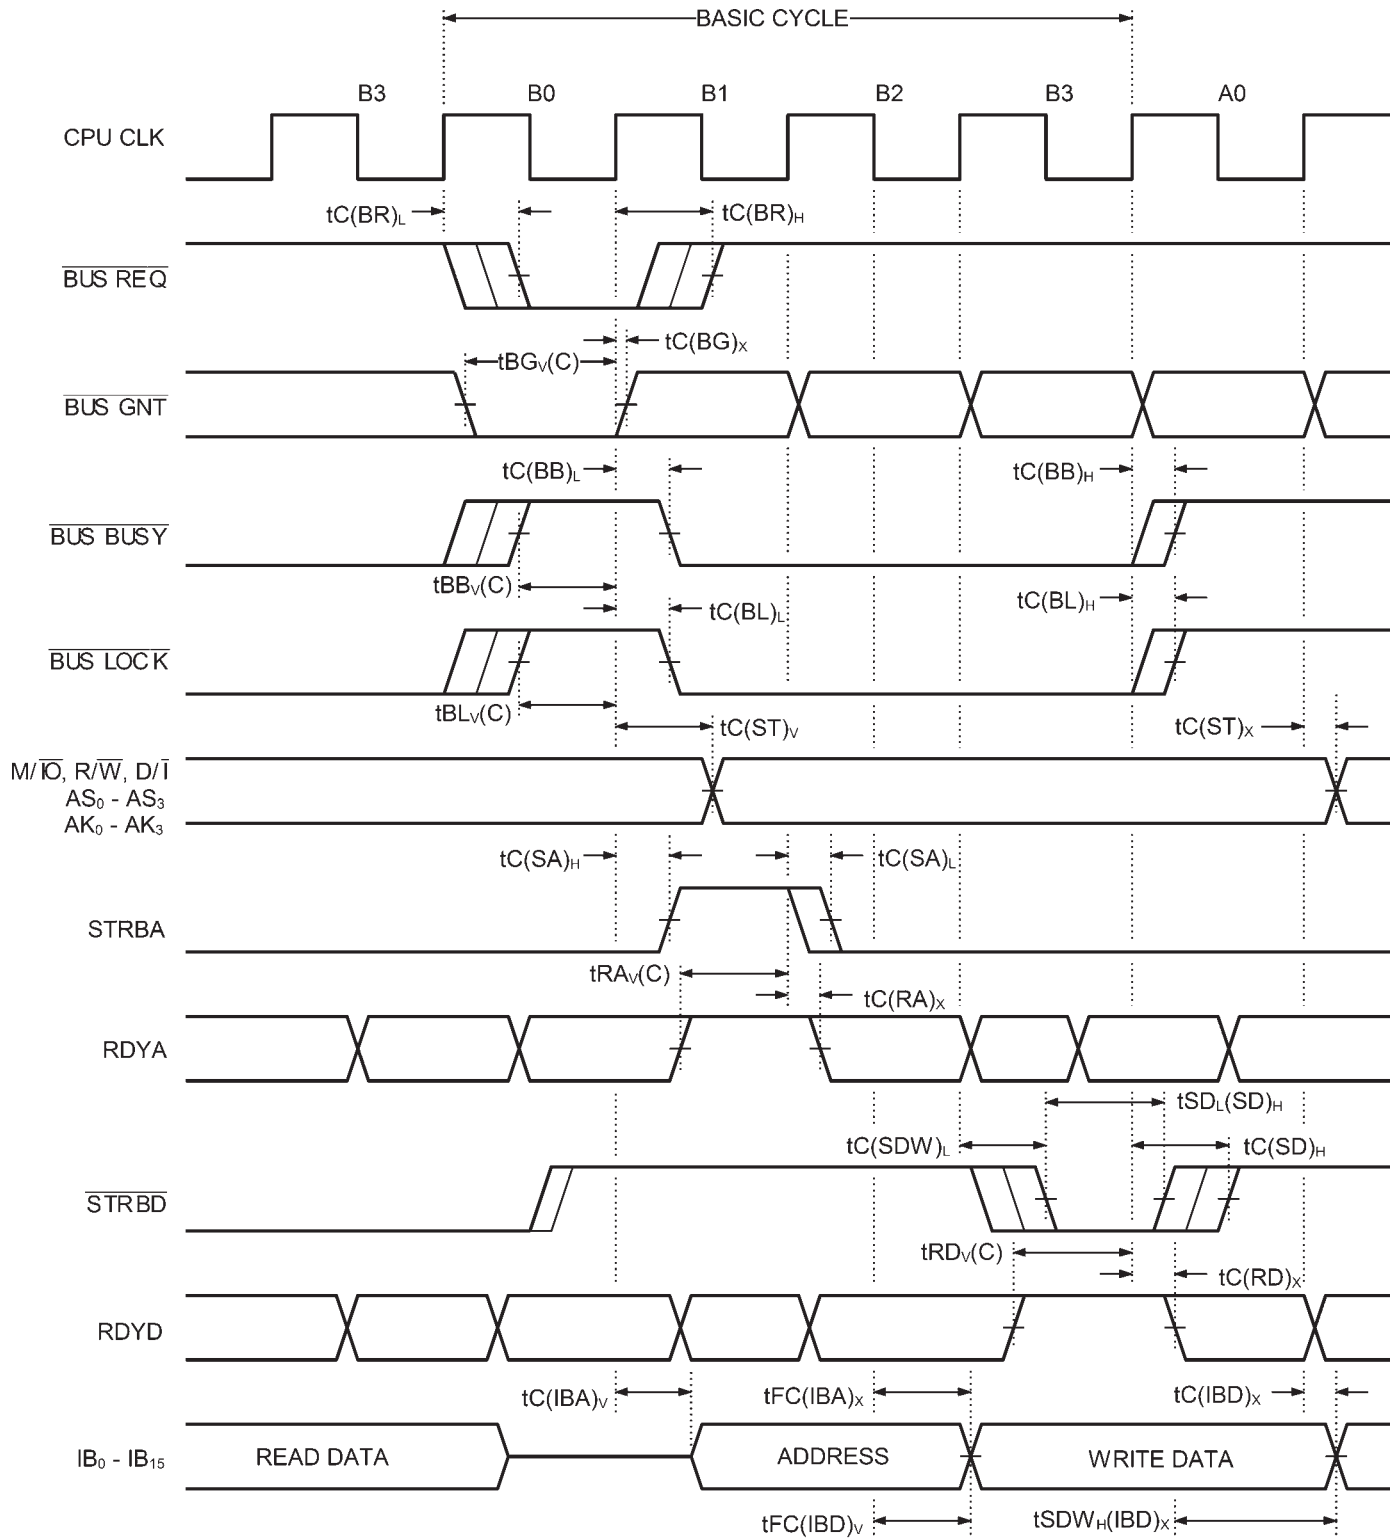 BASIC CYCLE
B3 B0 B1 B2 B3 A0
CPU CLK
tC(BR)L tC(BR)H
BUS REQ
tC(BG)X
tBGV(C)
BUS GNT
tC(BB)L tC(BB)H
BUS BUSY
tBBV(C)
tC(BL)L tC(BL)H
BUS LOCK
tBLV(C)
tC(ST)V tC(ST)X
M/IO, R/W, D/I
AS0 - AS3
AK0 - AK3
tC(SA)H tC(SA)L
STRBA
tRAV(C)
tC(RA)X
RDYA
tSDL(SD)H
tC(SDW)L tC(SD)H
STRBD
tRDV(C)
tC(RD)X
RDYD
tC(IBA)V tFC(IBA)X tC(IBD)X
IB0 - IB15 READ DATA ADDRESS WRITE DATA
tFC(IBD)V tSDWH(IBD)X